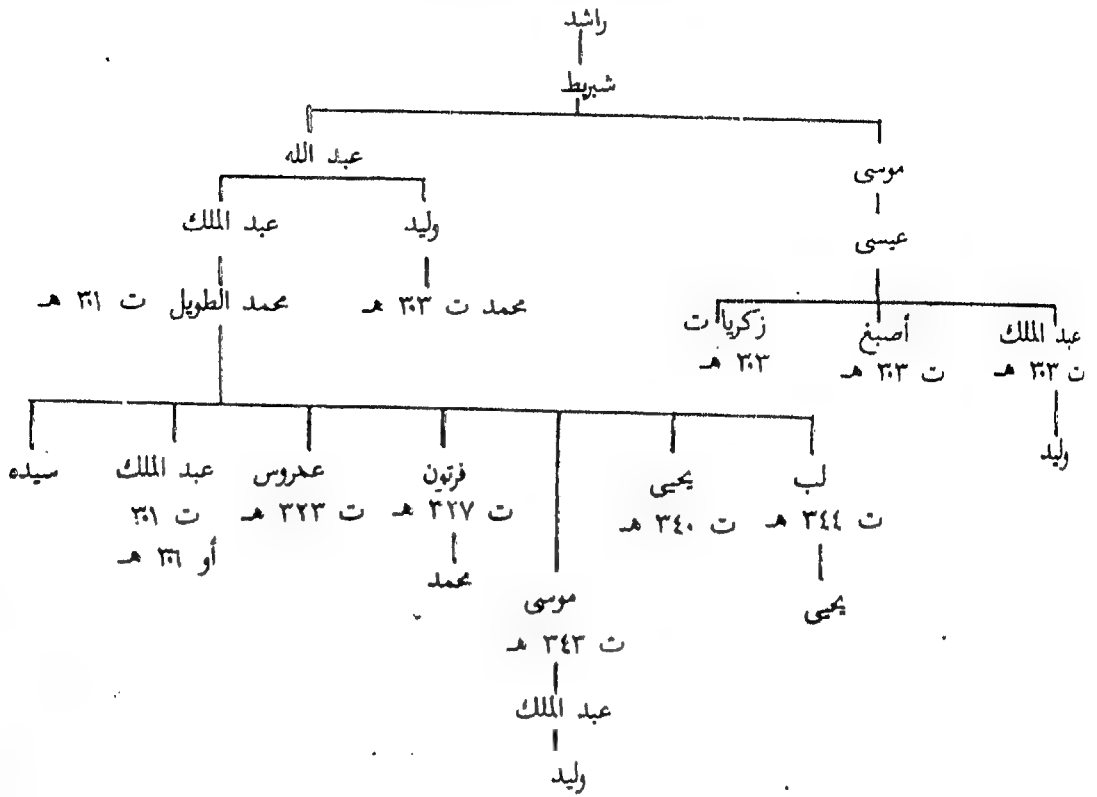 راشد
شبريط
عبد الله
موسى
عبد الملك
وليد
عيسى
محمد الطويل ت ٣٠١ هـ
محمد ت ٣٠٣ هـ
زكريا ت
٣٠٣ هـ
أصبغ
ت ٣٠٣ هـ
عبد الملك
ت ٣٠٣ هـ
وليد
لب
ت ٣٤٤ هـ
يحيى
يحيى
ت ٣٤٠ هـ
موسى
ت ٣٤٣ هـ
عبد الملك
وليد
فرتون
ت ٣٢٧ هـ
محمد
عمروس
ت ٣٢٣ هـ
عبد الملك
ت ٣٠١
أو ٣٠٦ هـ
سيده